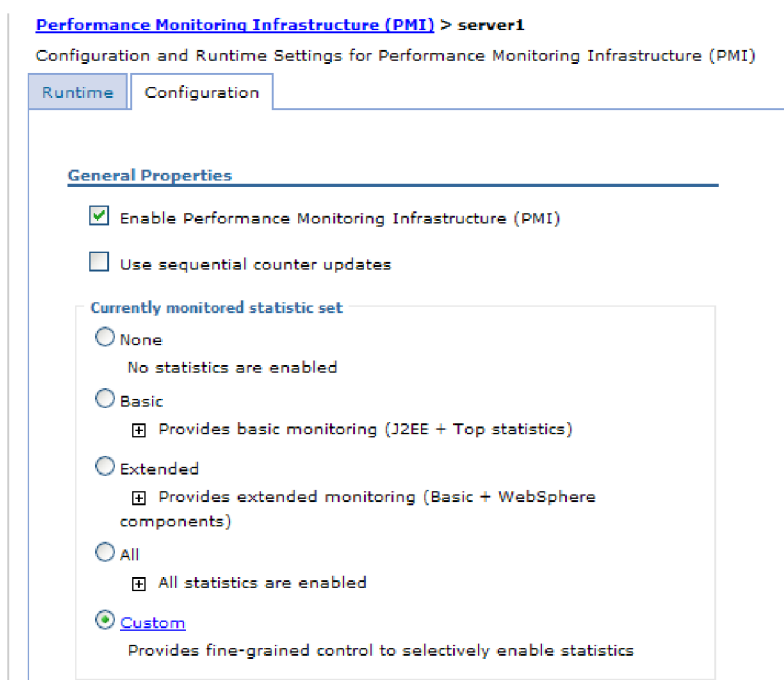 Performance Monitoring Infrastructure (PMI) > server1
Configuration and Runtime Settings for Performance Monitoring Infrastructure (PMI)
Runtime Configuration
General Properties
Enable Performance Monitoring Infrastructure (PMI)
Use sequential counter updates
Currently monitored statistic set
None
No statistics are enabled
Basic
Provides basic monitoring (J2EE + Top statistics)
Extended
Provides extended monitoring (Basic + WebSphere
components)
All
All statistics are enabled
Custom
Provides fine-grained control to selectively enable statistics